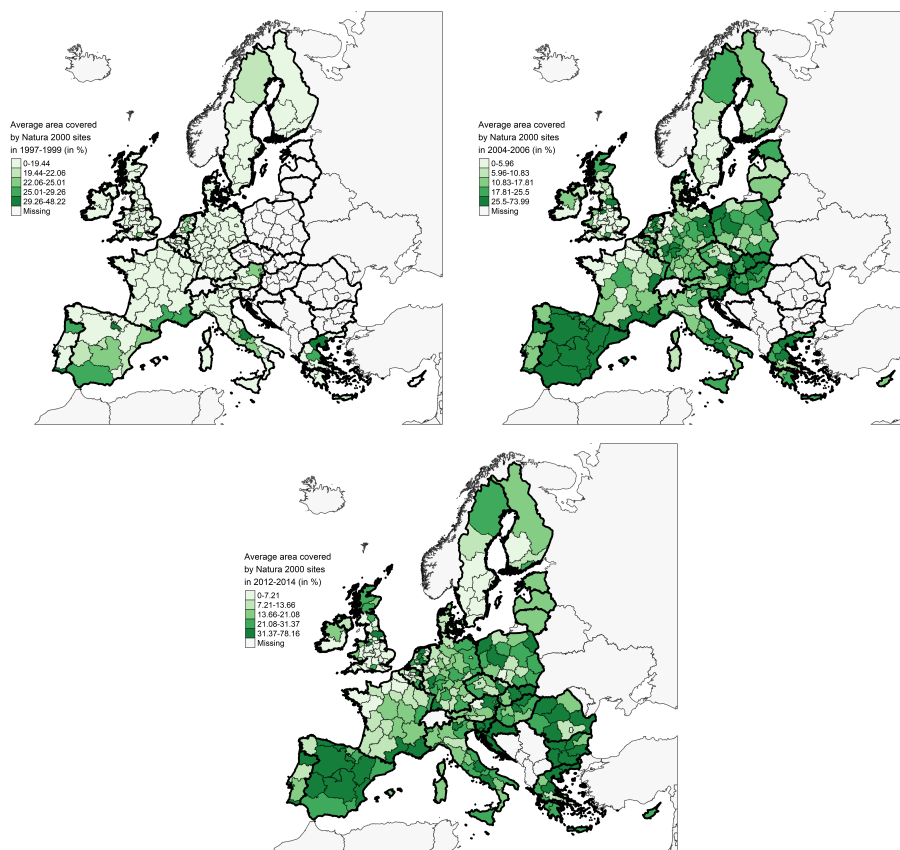 Average area covered
by Natura 2000 sites
in 1997-1999 (in %)
0-19.44
19.44-22.06
22.06-25.01
25.01-29.26
29.26-48.22
Missing
Average area covered
by Natura 2000 sites
in 2004-2006 (in %)
0-5.96
5.96-10.83
10.83-17.81
17.81-25.5
25.5-73.99
Missing
Average area covered
by Natura 2000 sites
in 2012-2014 (in %)
0-7.21
7.21-13.66
13.66-21.08
21.08-31.37
31.37-78.16
Missing